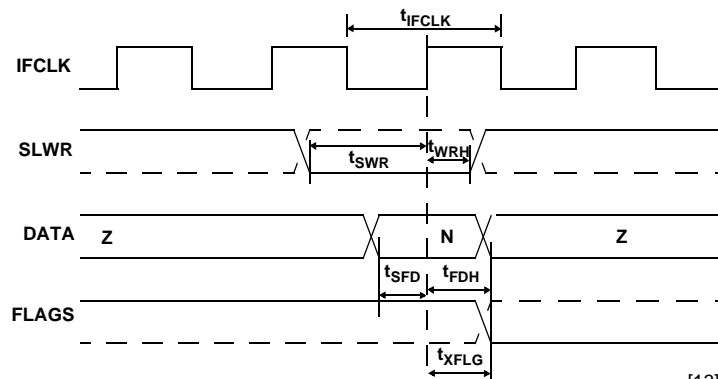 tIFCLK
IFCLK
SLWR
tSWR
tWRH
DATA
Z
N
Z
tSFD
tFDH
FLAGS
tXFLG